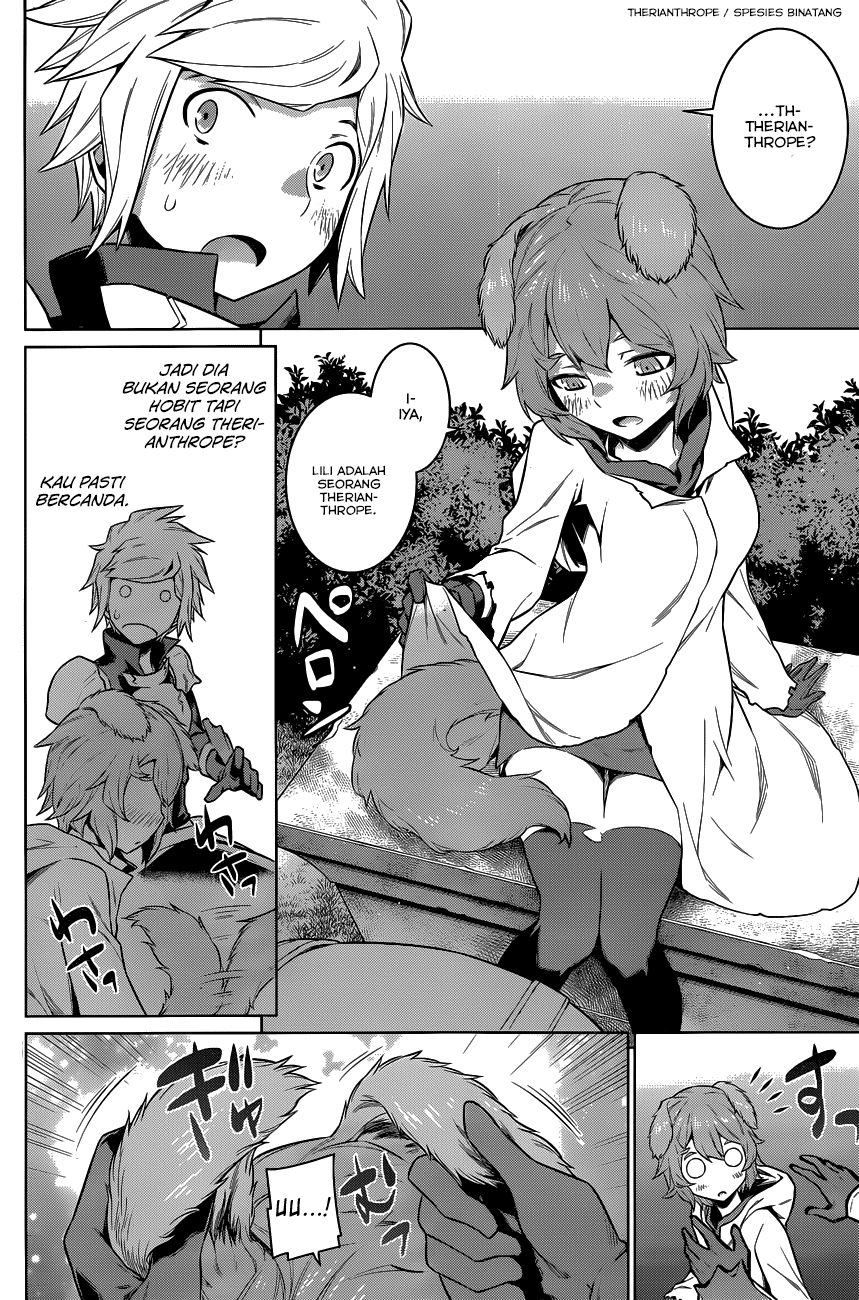 THERIANTHROPE / SPESIES BINATANG
...TH-
THERIAN-
THROPE?
I-
IYA,
LILI ADALAH
SEORANG
THERIAN-
THROPE.
ペロン
JADI DIA
BUKAN SEORANG
HOBIT TAPI
SEORANG THERI-
ANTHROPE?
KAU PASTI
BERCANDA.
わさっ
わさっ
すっ
ぎゅ
むっ
UU...!